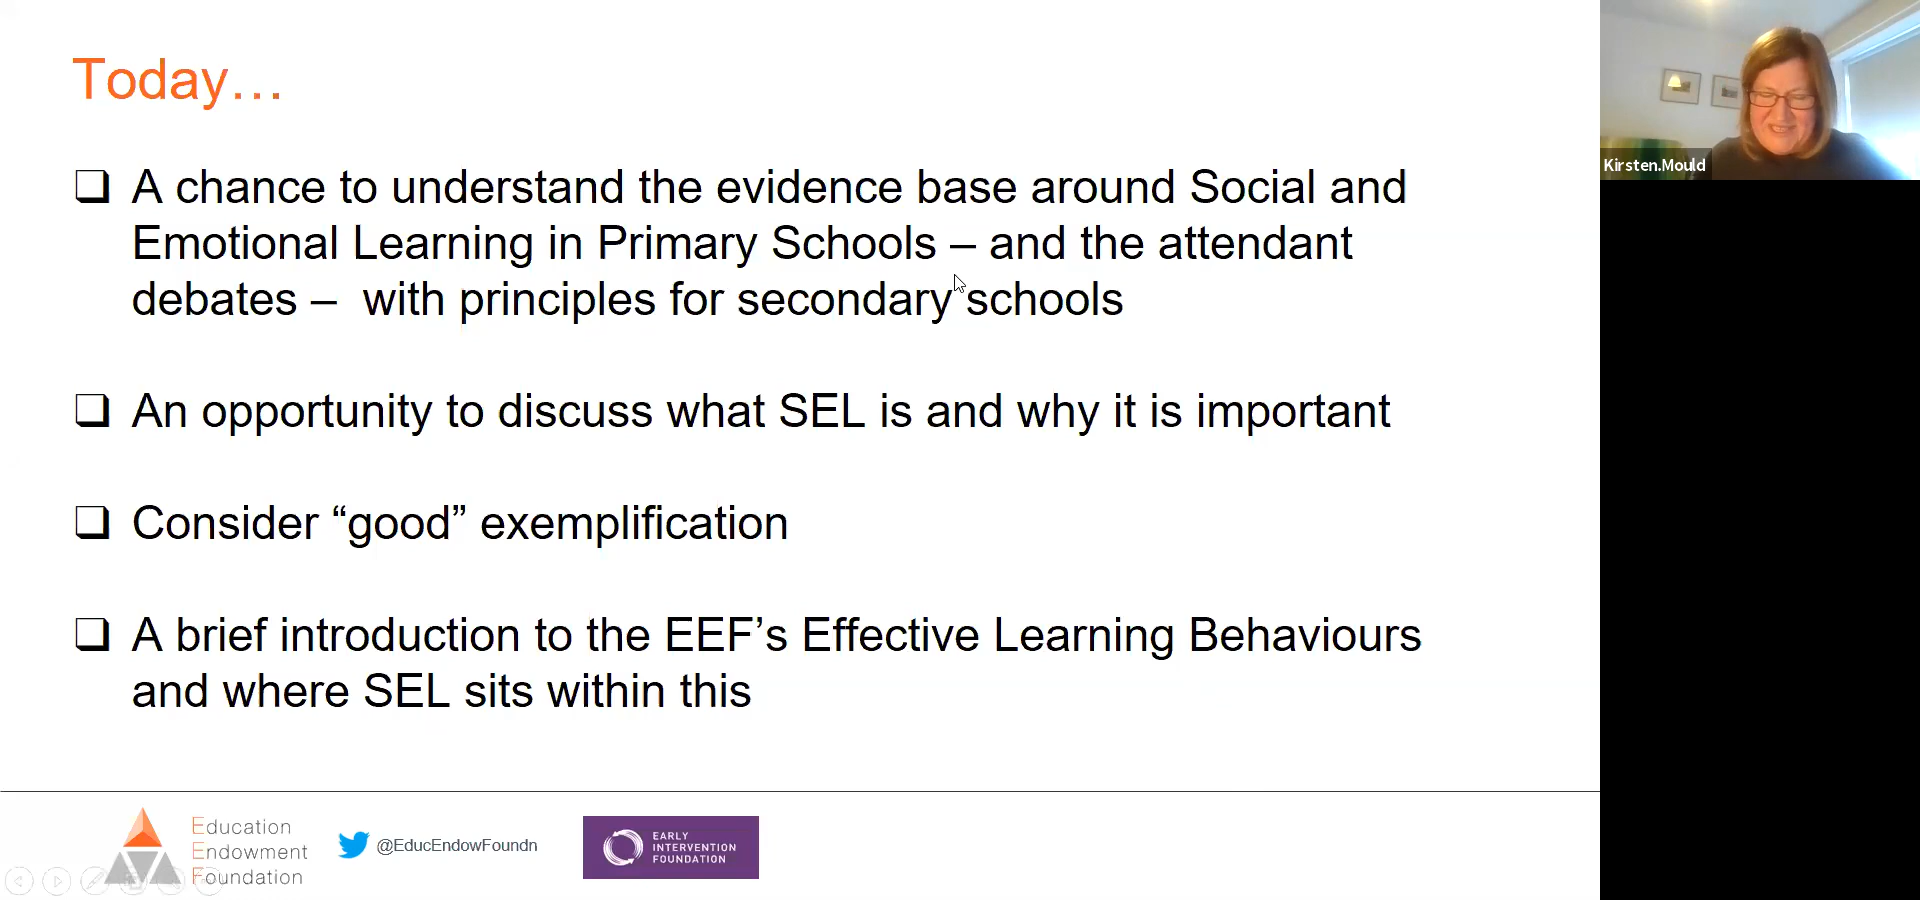 Today…
❑ A chance to understand the evidence base around Social and
Emotional Learning in Primary Schools – and the attendant
debates –  with principles for secondary schools
❑ An opportunity to discuss what SEL is and why it is important
❑ Consider “good” exemplification
❑ A brief introduction to the EEF’s Effective Learning Behaviours
and where SEL sits within this
Education
Endowment
Foundation
@EducEndowFoundn
EARLY
INTERVENTION
FOUNDATION
Kirsten.Mould